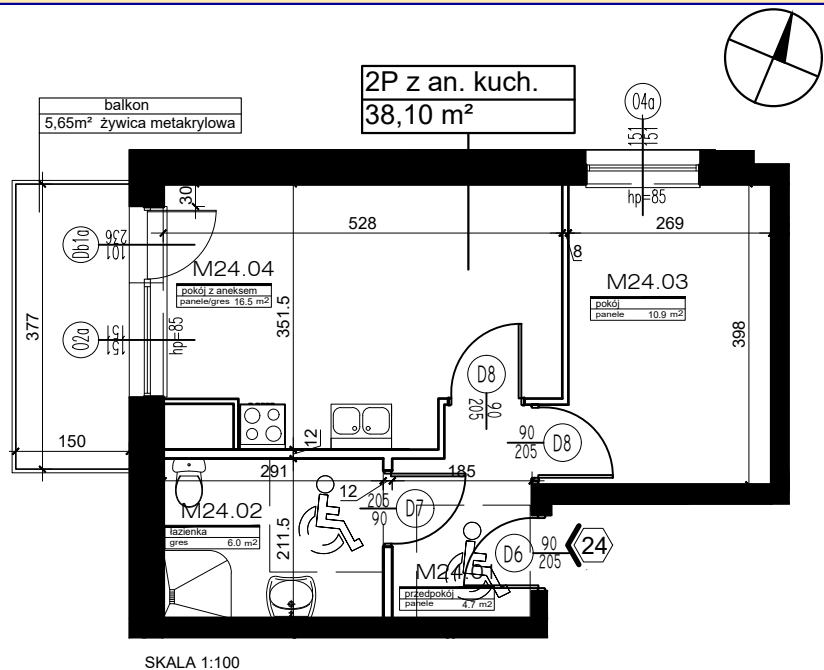 2P z an. kuch.
38,10 m²
balkon
5,65m² żywica metakrylowa
O4a
151
151
hp=85
30
528
269
8
Db1a
236
101
M24.04
pokój z aneksem
panele/gres 16.5 m2
M24.03
pokój
panele 10.9 m2
377
O2a
151
151
hp=85
351.5
398
D8
90
205
90
205
D8
150
12
291
185
12
M24.02
łazienka
gres 6.0 m2
205
90
D7
211.5
D6
90
205
24
M24.01
przedpokój
panele 4.7 m2
SKALA 1:100